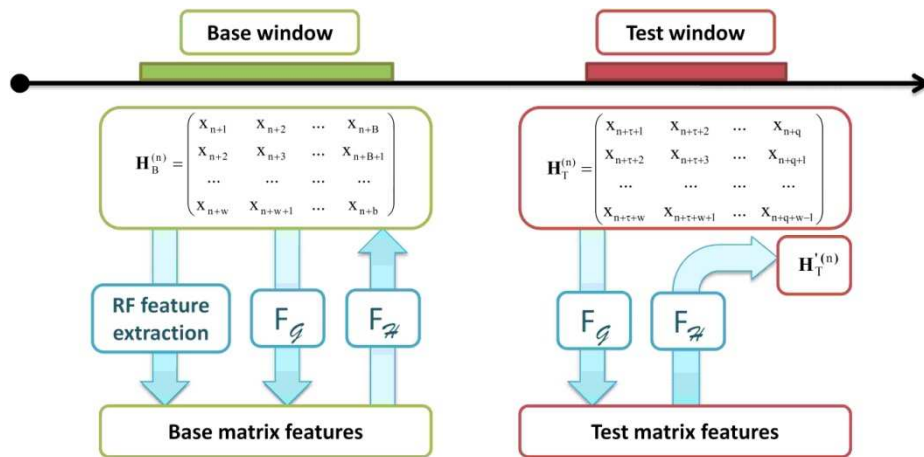 Base window
Test window
H_B^(n) = ( x_{n+1} x_{n+2} ... x_{n+B}
x_{n+2} x_{n+3} ... x_{n+B+1}
... ... ... ...
x_{n+w} x_{n+w+1} ... x_{n+b} )
H_T^(n) = ( x_{n+τ+1} x_{n+τ+2} ... x_{n+q}
x_{n+τ+2} x_{n+τ+3} ... x_{n+q+1}
... ... ... ...
x_{n+τ+w} x_{n+τ+w+1} ... x_{n+q+w-1} )
H_T^{'(n)}
RF feature
extraction
F_𝒢
F_ℋ
F_𝒢
F_ℋ
Base matrix features
Test matrix features